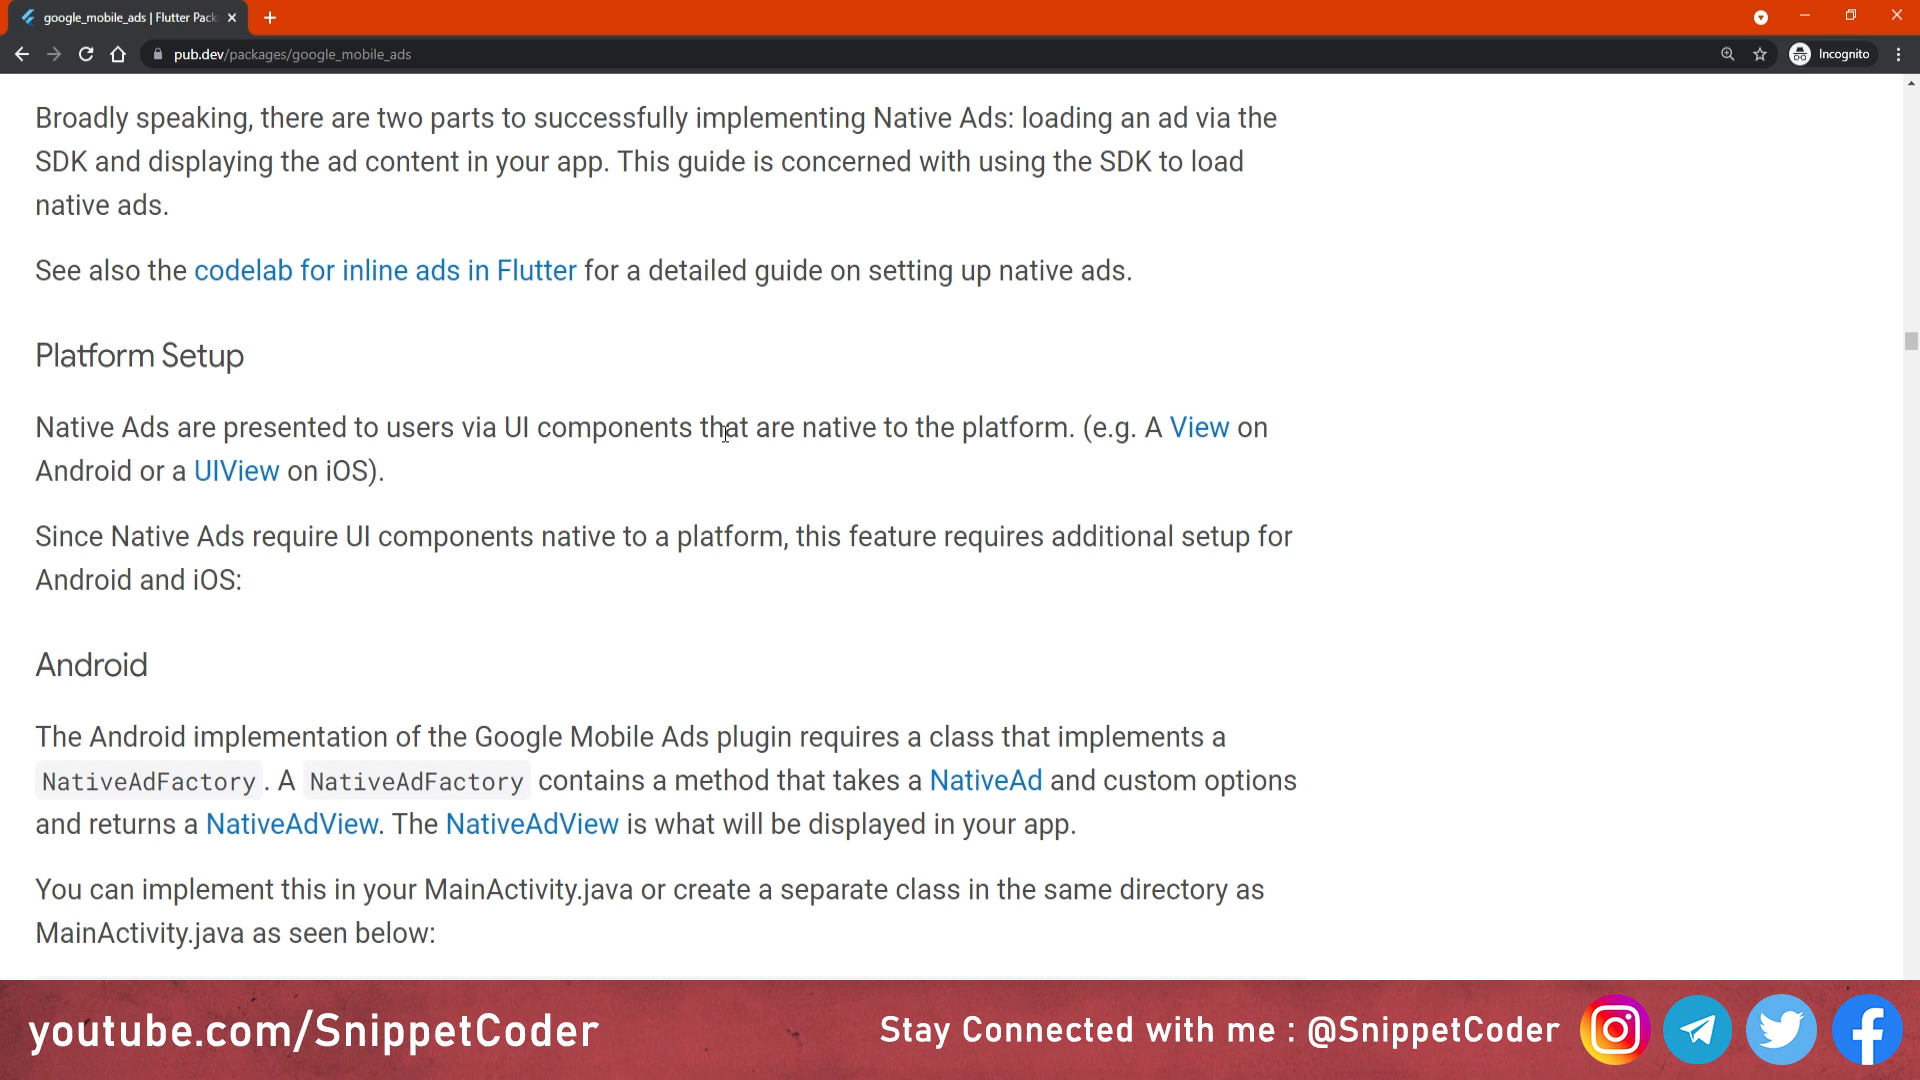 google_mobile_ads | Flutter Pack
pub.dev/packages/google_mobile_ads
Incognito
Broadly speaking, there are two parts to successfully implementing Native Ads: loading an ad via the
SDK and displaying the ad content in your app. This guide is concerned with using the SDK to load
native ads.
See also the codelab for inline ads in Flutter for a detailed guide on setting up native ads.
Platform Setup
Native Ads are presented to users via UI components that are native to the platform. (e.g. A View on
Android or a UIView on iOS).
Since Native Ads require UI components native to a platform, this feature requires additional setup for
Android and iOS:
Android
The Android implementation of the Google Mobile Ads plugin requires a class that implements a
NativeAdFactory. A NativeAdFactory contains a method that takes a NativeAd and custom options
and returns a NativeAdView. The NativeAdView is what will be displayed in your app.
You can implement this in your MainActivity.java or create a separate class in the same directory as
MainActivity.java as seen below:
youtube.com/SnippetCoder
Stay Connected with me : @SnippetCoder